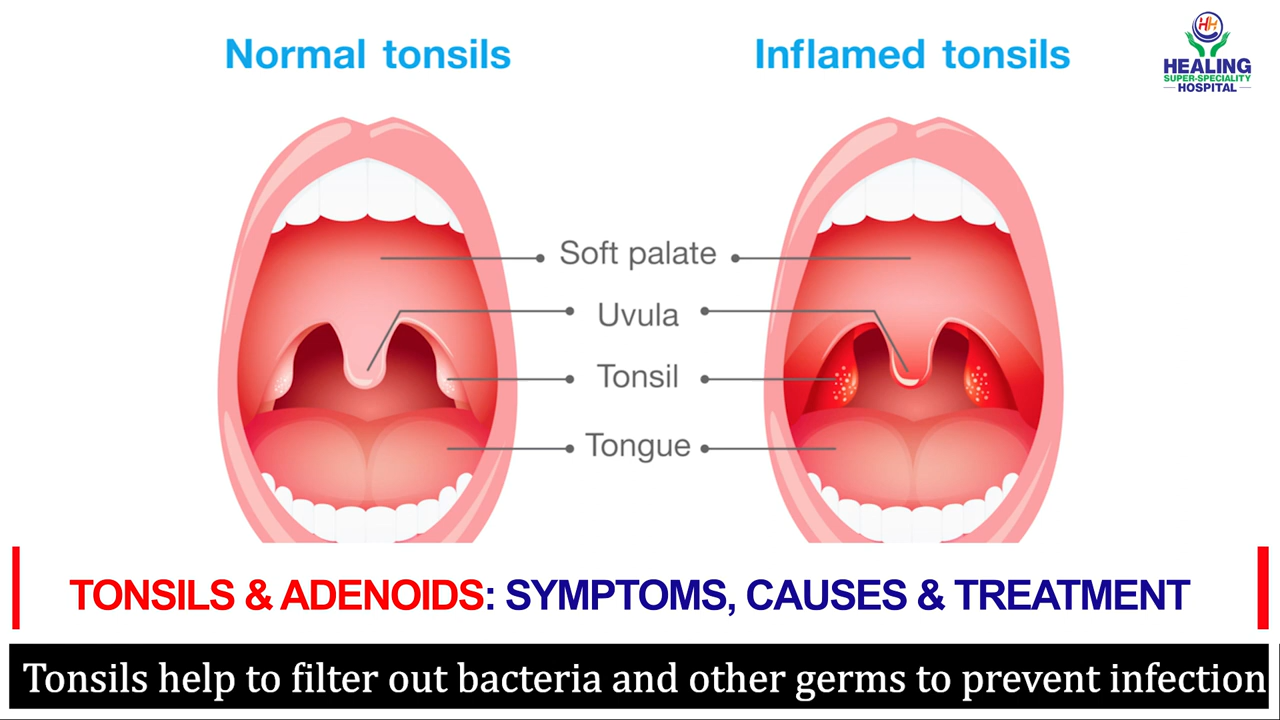 Normal tonsils
Inflamed tonsils
HH
HEALING
SUPER-SPECIALITY
HOSPITAL
Soft palate
Uvula
Tonsil
Tongue
TONSILS & ADENOIDS: SYMPTOMS, CAUSES & TREATMENT
Tonsils help to filter out bacteria and other germs to prevent infection